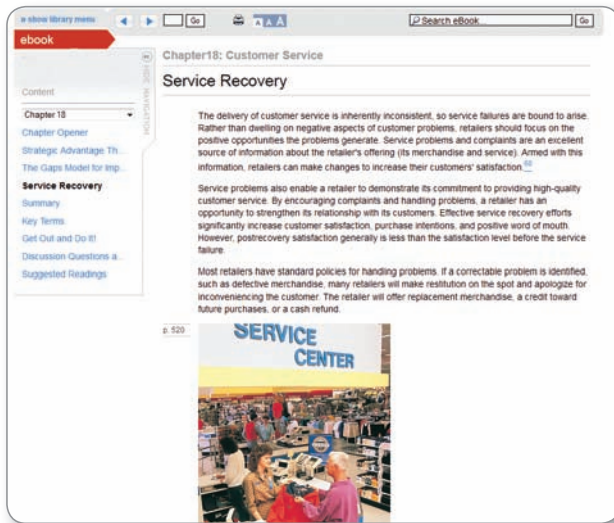 show library menu
Go
A A A
Search eBook...
Go
ebook
HIDE NAVIGATION
Content
Chapter 18
Chapter Opener
Strategic Advantage Th...
The Gaps Model for Imp...
Service Recovery
Summary
Key Terms
Get Out and Do It!
Discussion Questions a...
Suggested Readings
Chapter18: Customer Service
Service Recovery
The delivery of customer service is inherently inconsistent, so service failures are bound to arise.
Rather than dwelling on negative aspects of customer problems, retailers should focus on the
positive opportunities the problems generate. Service problems and complaints are an excellent
source of information about the retailer's offering (its merchandise and service). Armed with this
information, retailers can make changes to increase their customers' satisfaction.
Service problems also enable a retailer to demonstrate its commitment to providing high-quality
customer service. By encouraging complaints and handling problems, a retailer has an
opportunity to strengthen its relationship with its customers. Effective service recovery efforts
significantly increase customer satisfaction, purchase intentions, and positive word of mouth.
However, postrecovery satisfaction generally is less than the satisfaction level before the service
failure.
Most retailers have standard policies for handling problems. If a correctable problem is identified,
such as defective merchandise, many retailers will make restitution on the spot and apologize for
inconveniencing the customer. The retailer will offer replacement merchandise, a credit toward
future purchases, or a cash refund.
p. 520
SERVICE
CENTER